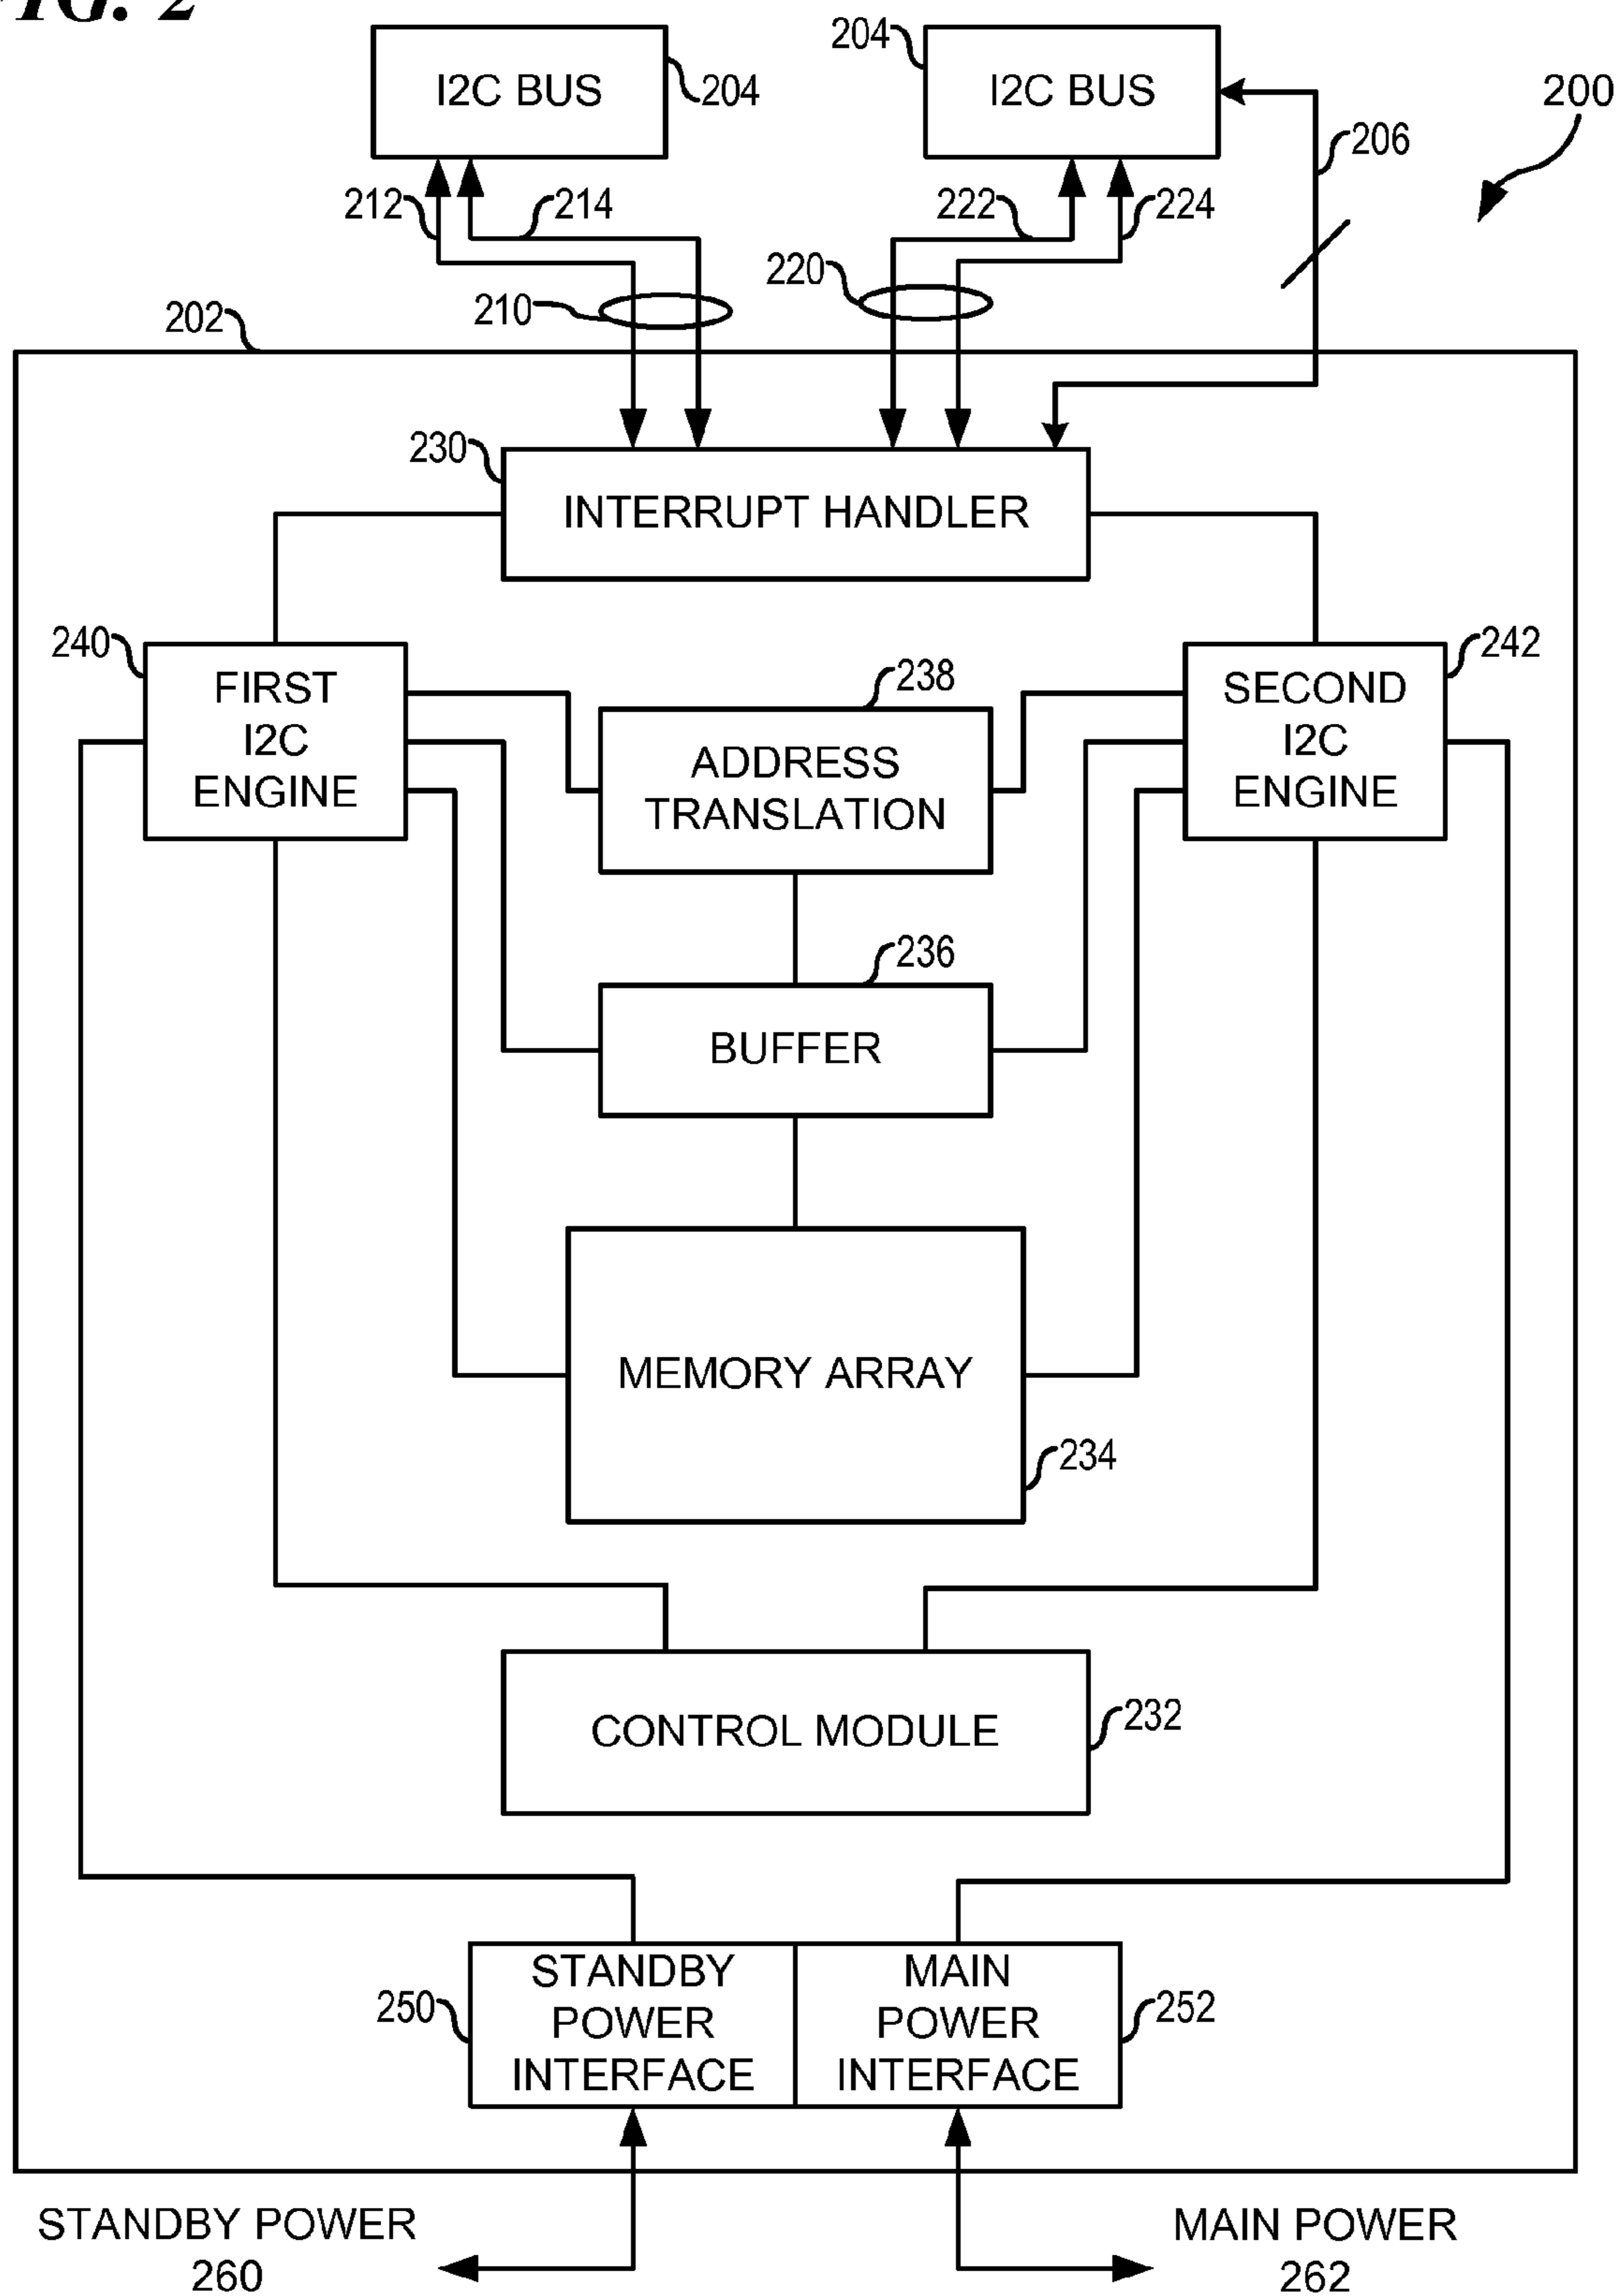 FIG. 2
I2C BUS
204
204
I2C BUS
200
206
212
214
222
224
210
220
202
230
INTERRUPT HANDLER
240
FIRST
I2C
ENGINE
238
ADDRESS
TRANSLATION
242
SECOND
I2C
ENGINE
236
BUFFER
MEMORY ARRAY
234
CONTROL MODULE
232
250
STANDBY
POWER
INTERFACE
MAIN
POWER
INTERFACE
252
STANDBY POWER
260
MAIN POWER
262